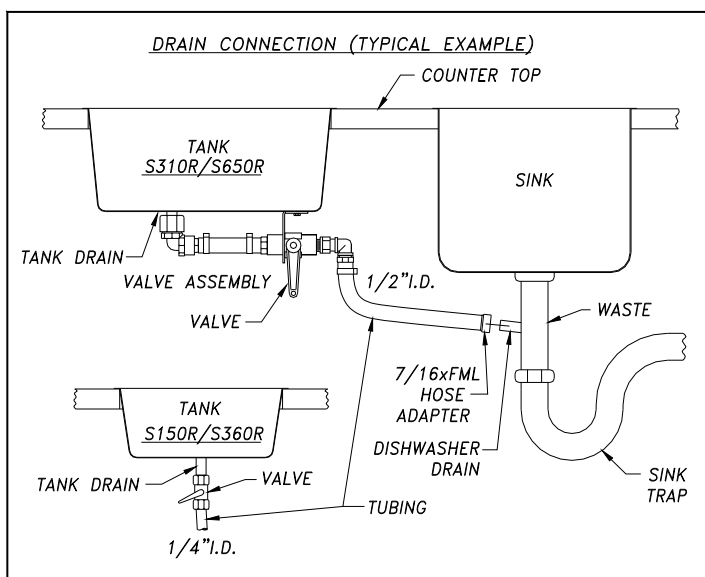 DRAIN CONNECTION (TYPICAL EXAMPLE)
COUNTER TOP
TANK
S310R/S650R
SINK
TANK DRAIN
VALVE ASSEMBLY
VALVE
1/2"I.D.
WASTE
7/16xFML
HOSE
ADAPTER
DISHWASHER
DRAIN
SINK
TRAP
TANK
S150R/S360R
TANK DRAIN
VALVE
TUBING
1/4"I.D.